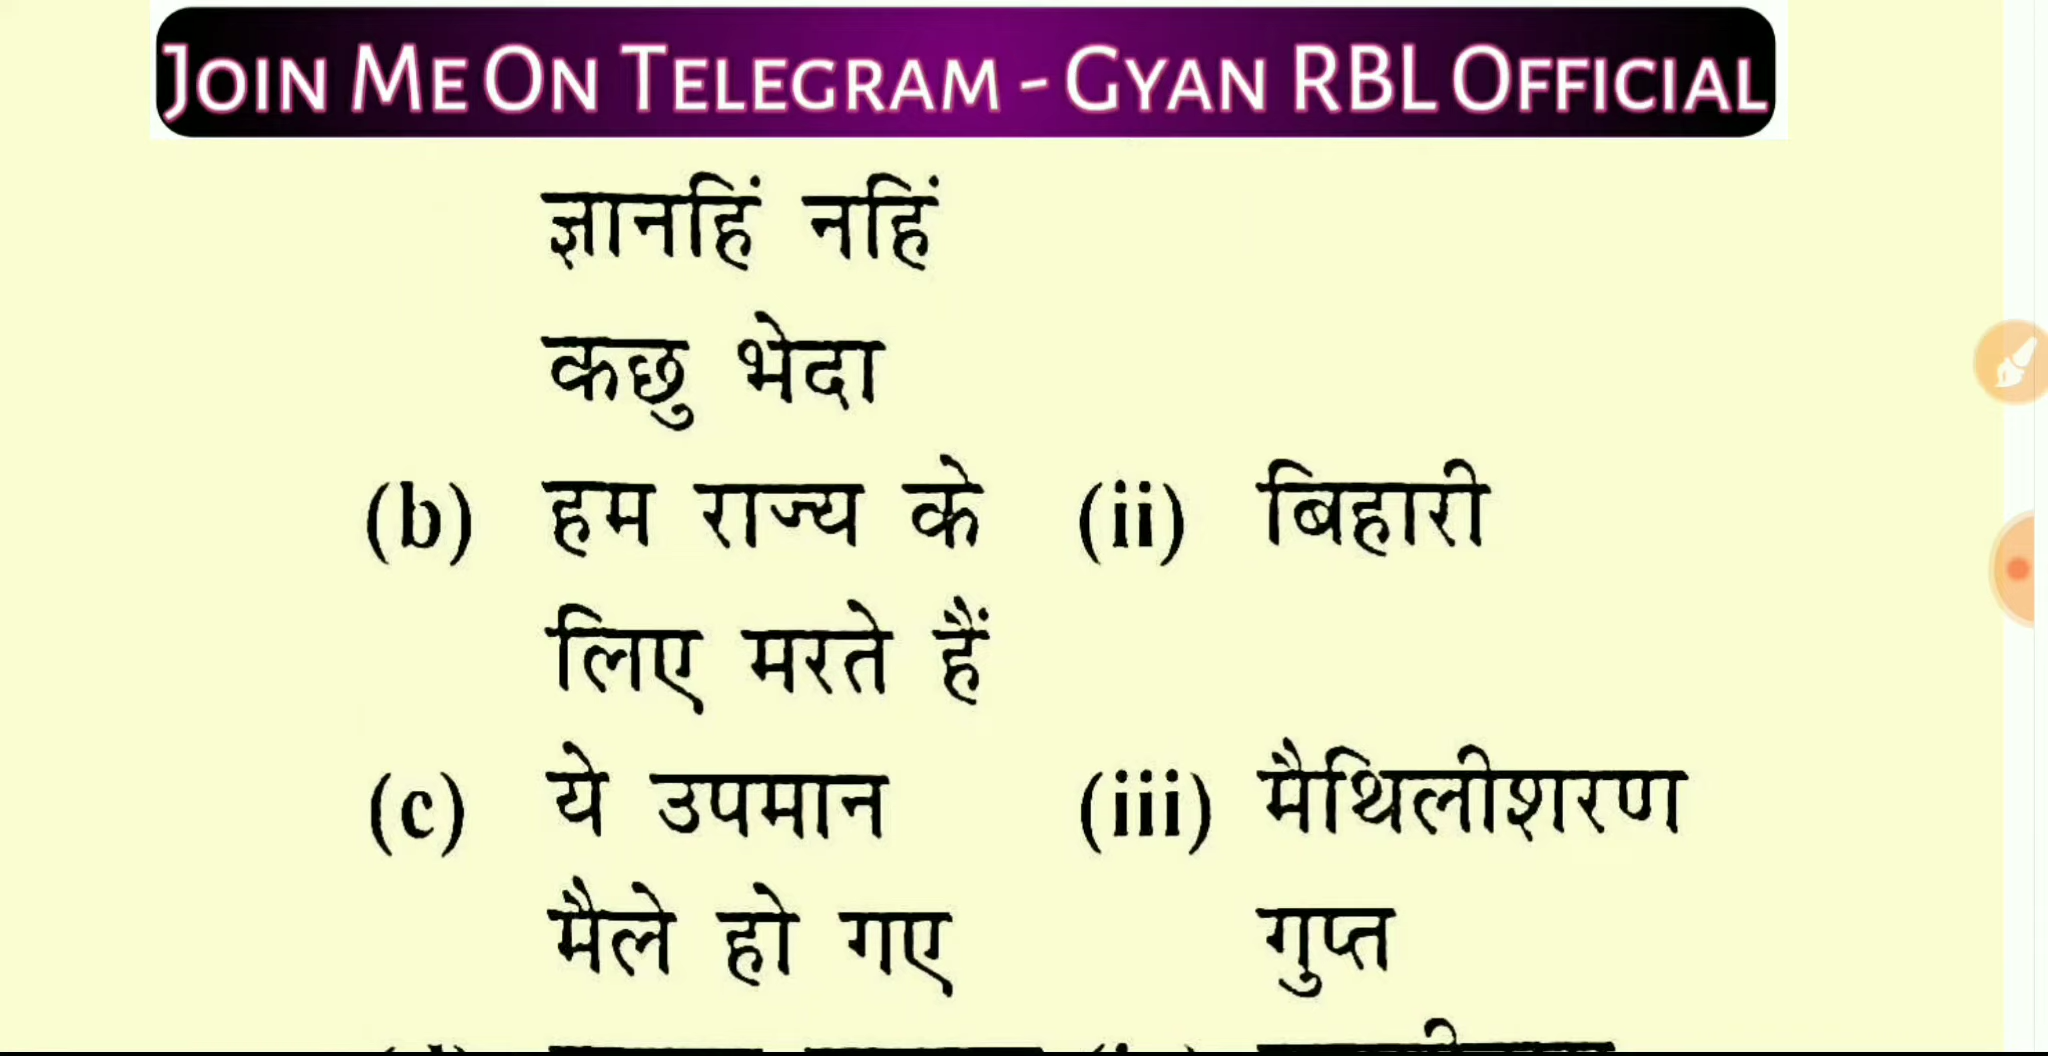 JOIN ME ON TELEGRAM - GYAN RBL OFFICIAL
ज्ञानहिं नहिं
कछु भेदा
(b) हम राज्य के (ii) बिहारी
लिए मरते हैं
(c) ये उपमान (iii) मैथिलीशरण
मैले हो गए गुप्त